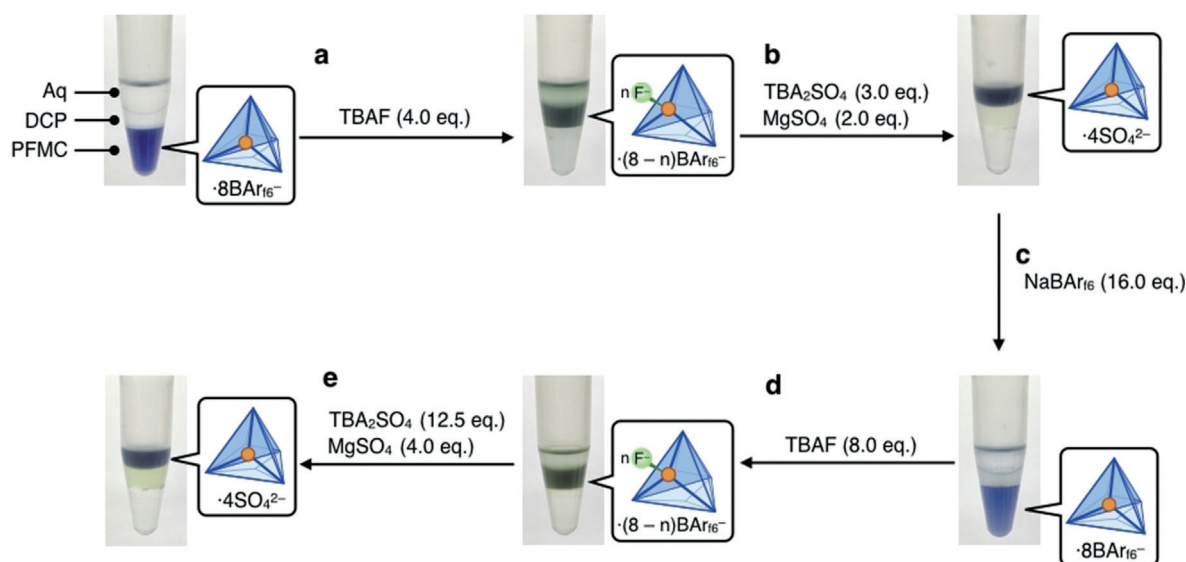 a
b
Aq
DCP
PFMC
·8BArf6⁻
TBAF (4.0 eq.)
n F⁻
·(8 – n)BArf6⁻
TBA₂SO₄ (3.0 eq.)
MgSO₄ (2.0 eq.)
·4SO₄²⁻
c
NaBArf6 (16.0 eq.)
e
d
·4SO₄²⁻
TBA₂SO₄ (12.5 eq.)
MgSO₄ (4.0 eq.)
n F⁻
·(8 – n)BArf6⁻
TBAF (8.0 eq.)
·8BArf6⁻